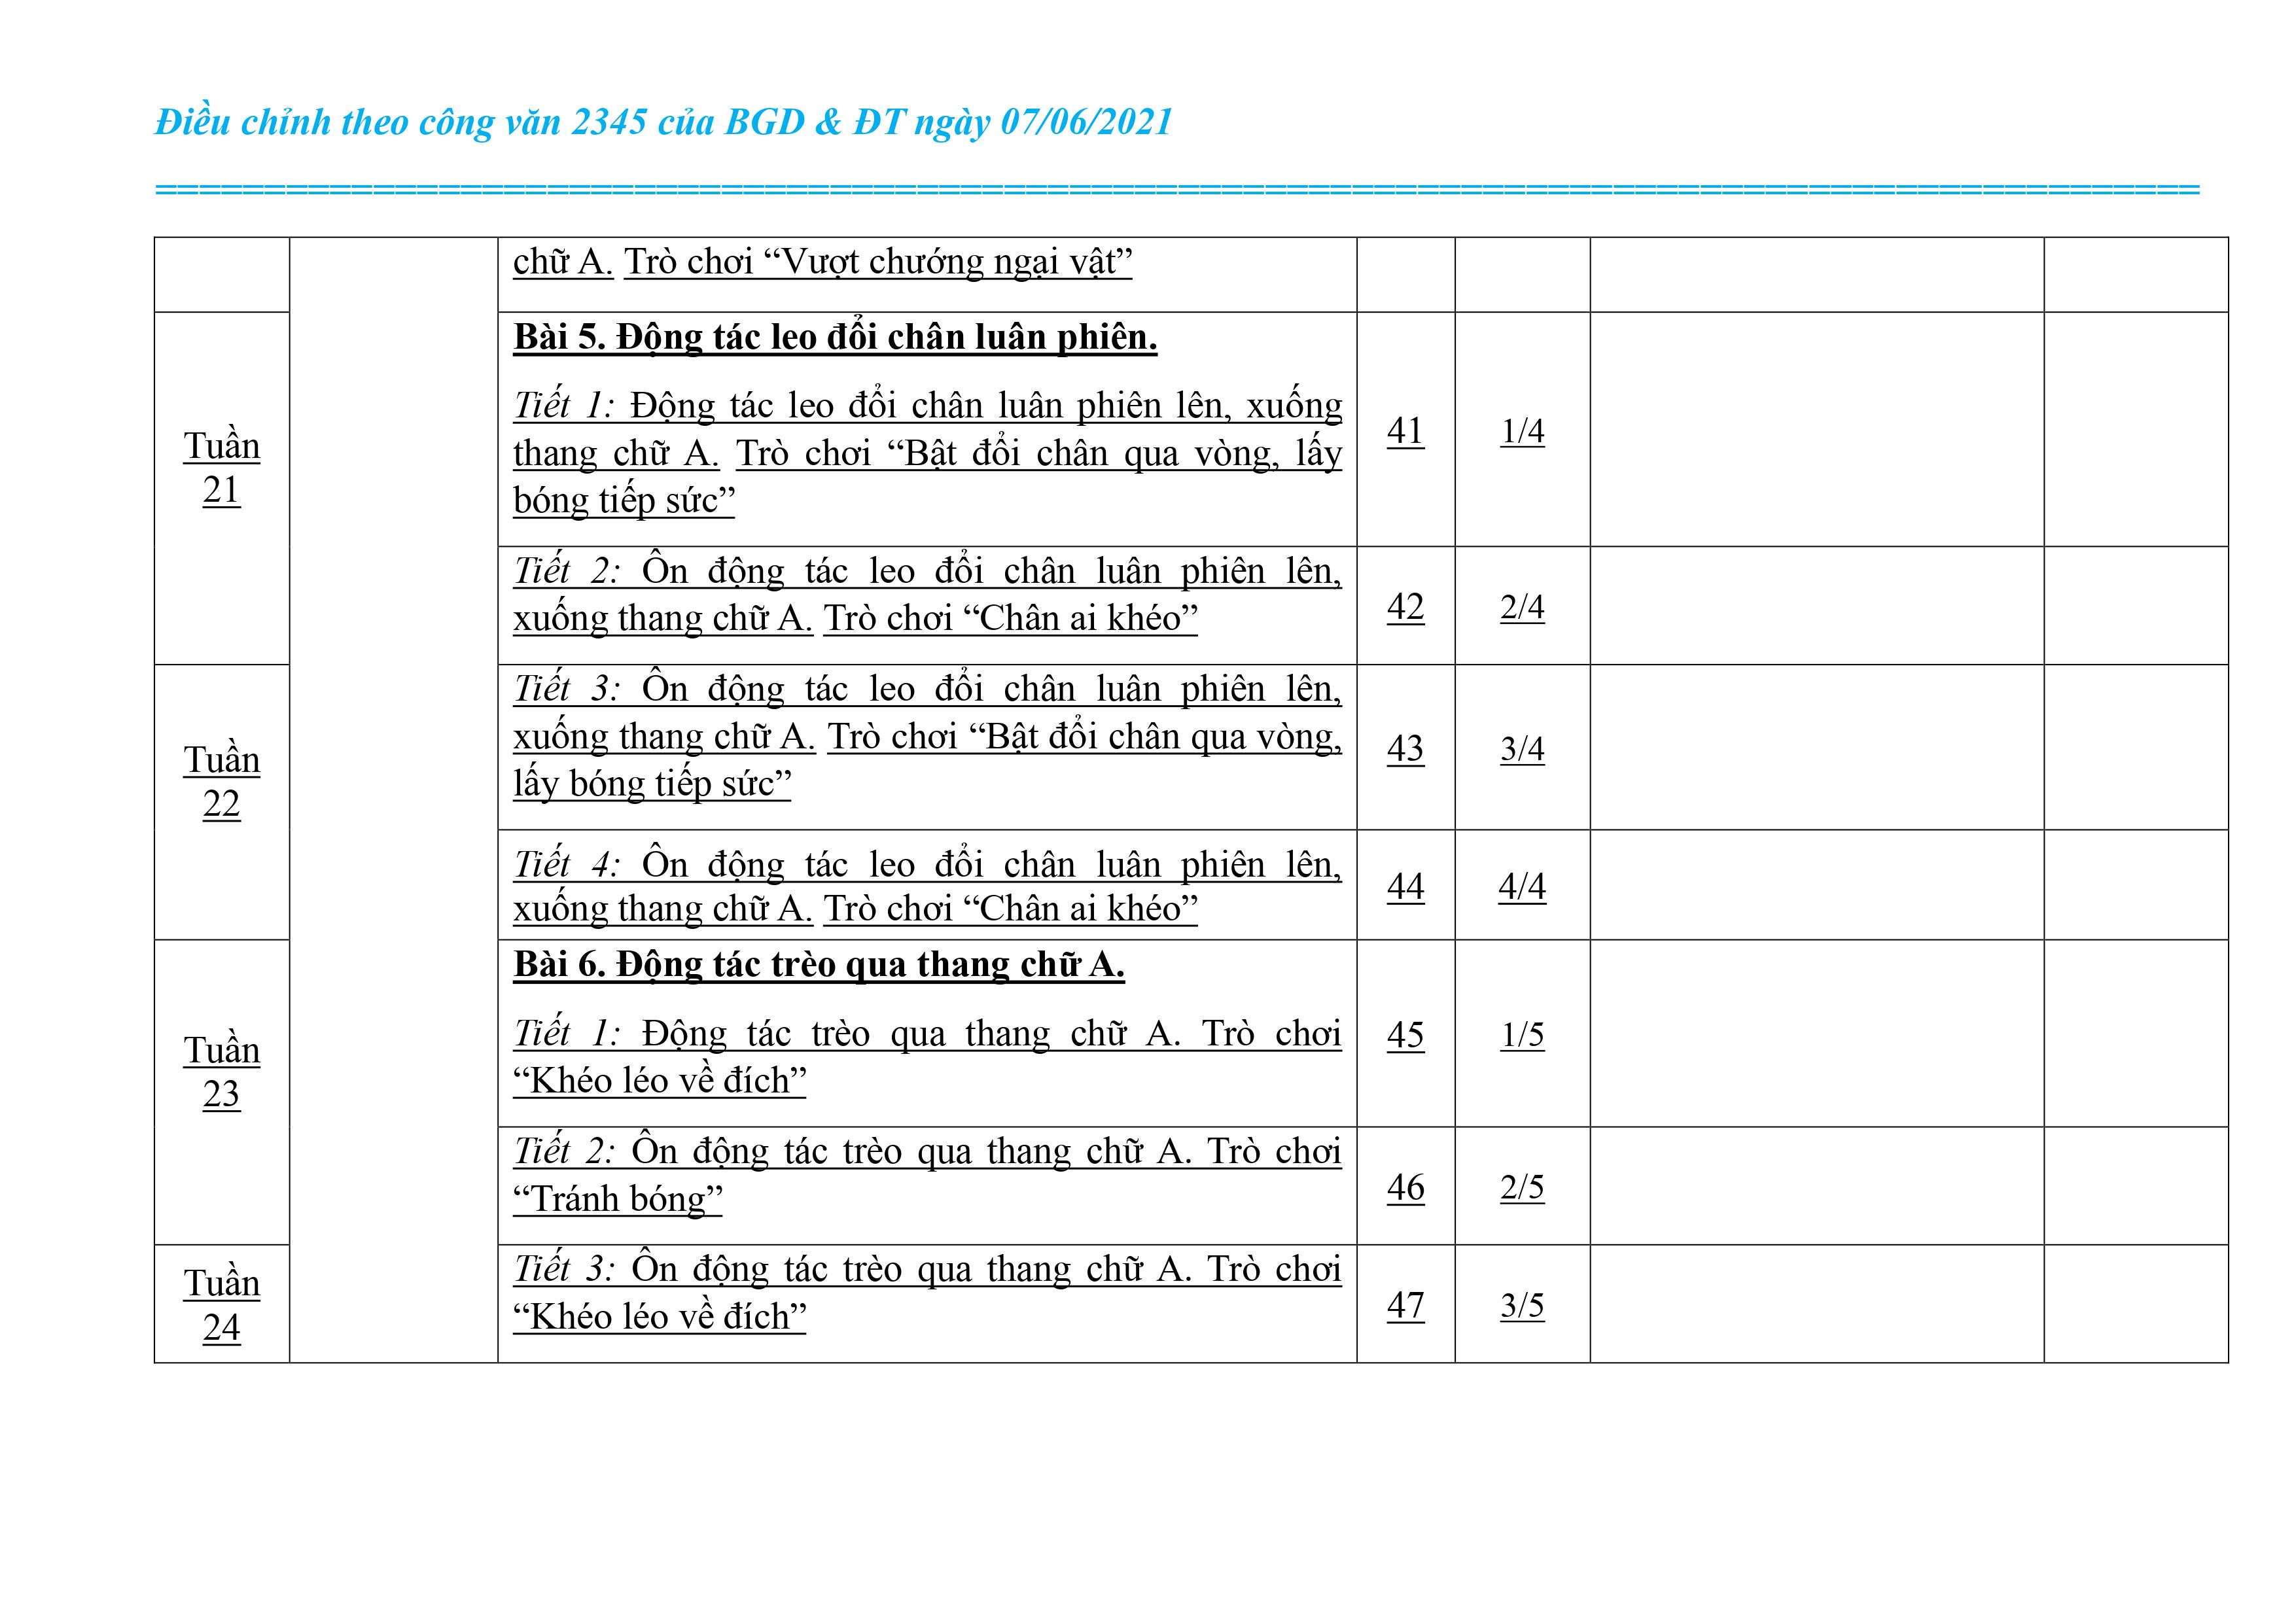 Điều chỉnh theo công văn 2345 của BGD & ĐT ngày 07/06/2021
==============================================================================================
chữ A. Trò chơi “Vượt chướng ngại vật”
Tuần
21
Bài 5. Động tác leo đổi chân luân phiên.
Tiết 1: Động tác leo đổi chân luân phiên lên, xuống
thang chữ A. Trò chơi “Bật đổi chân qua vòng, lấy
bóng tiếp sức”
41
1/4
Tiết 2: Ôn động tác leo đổi chân luân phiên lên,
xuống thang chữ A. Trò chơi “Chân ai khéo”
42
2/4
Tuần
22
Tiết 3: Ôn động tác leo đổi chân luân phiên lên,
xuống thang chữ A. Trò chơi “Bật đổi chân qua vòng,
lấy bóng tiếp sức”
43
3/4
Tiết 4: Ôn động tác leo đổi chân luân phiên lên,
xuống thang chữ A. Trò chơi “Chân ai khéo”
44
4/4
Tuần
23
Bài 6. Động tác trèo qua thang chữ A.
Tiết 1: Động tác trèo qua thang chữ A. Trò chơi
“Khéo léo về đích”
45
1/5
Tiết 2: Ôn động tác trèo qua thang chữ A. Trò chơi
“Tránh bóng”
46
2/5
Tuần
24
Tiết 3: Ôn động tác trèo qua thang chữ A. Trò chơi
“Khéo léo về đích”
47
3/5